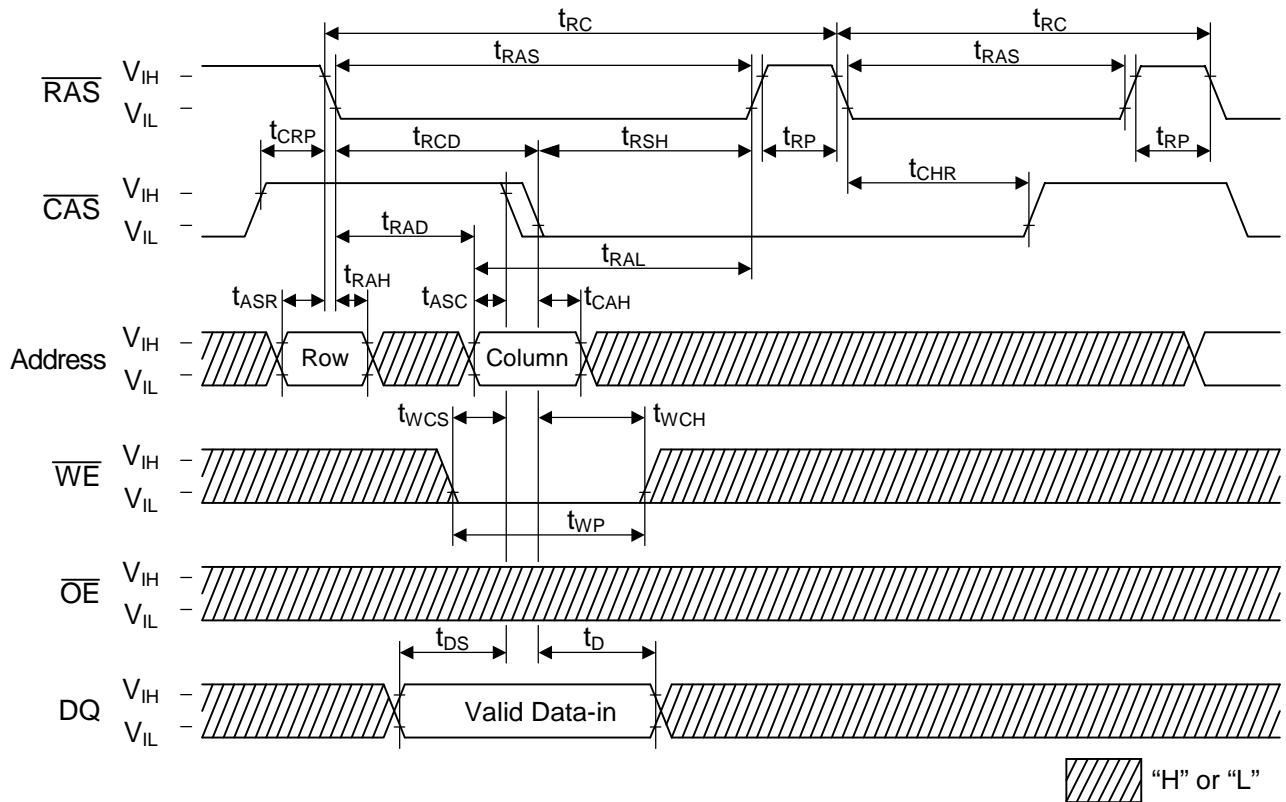 tRC tRC
tRAS tRAS
RAS VIH
VIL
tCRP tRCD tRSH tRP tRP
tCHR
CAS VIH
VIL
tRAD tRAL
tRAH
tASR tASC tCAH
Address VIH
VIL
Row Column
tWCS tWCH
WE VIH
VIL
tWP
OE VIH
VIL
tDS tD
DQ VIH
VIL
Valid Data-in
“H” or “L”